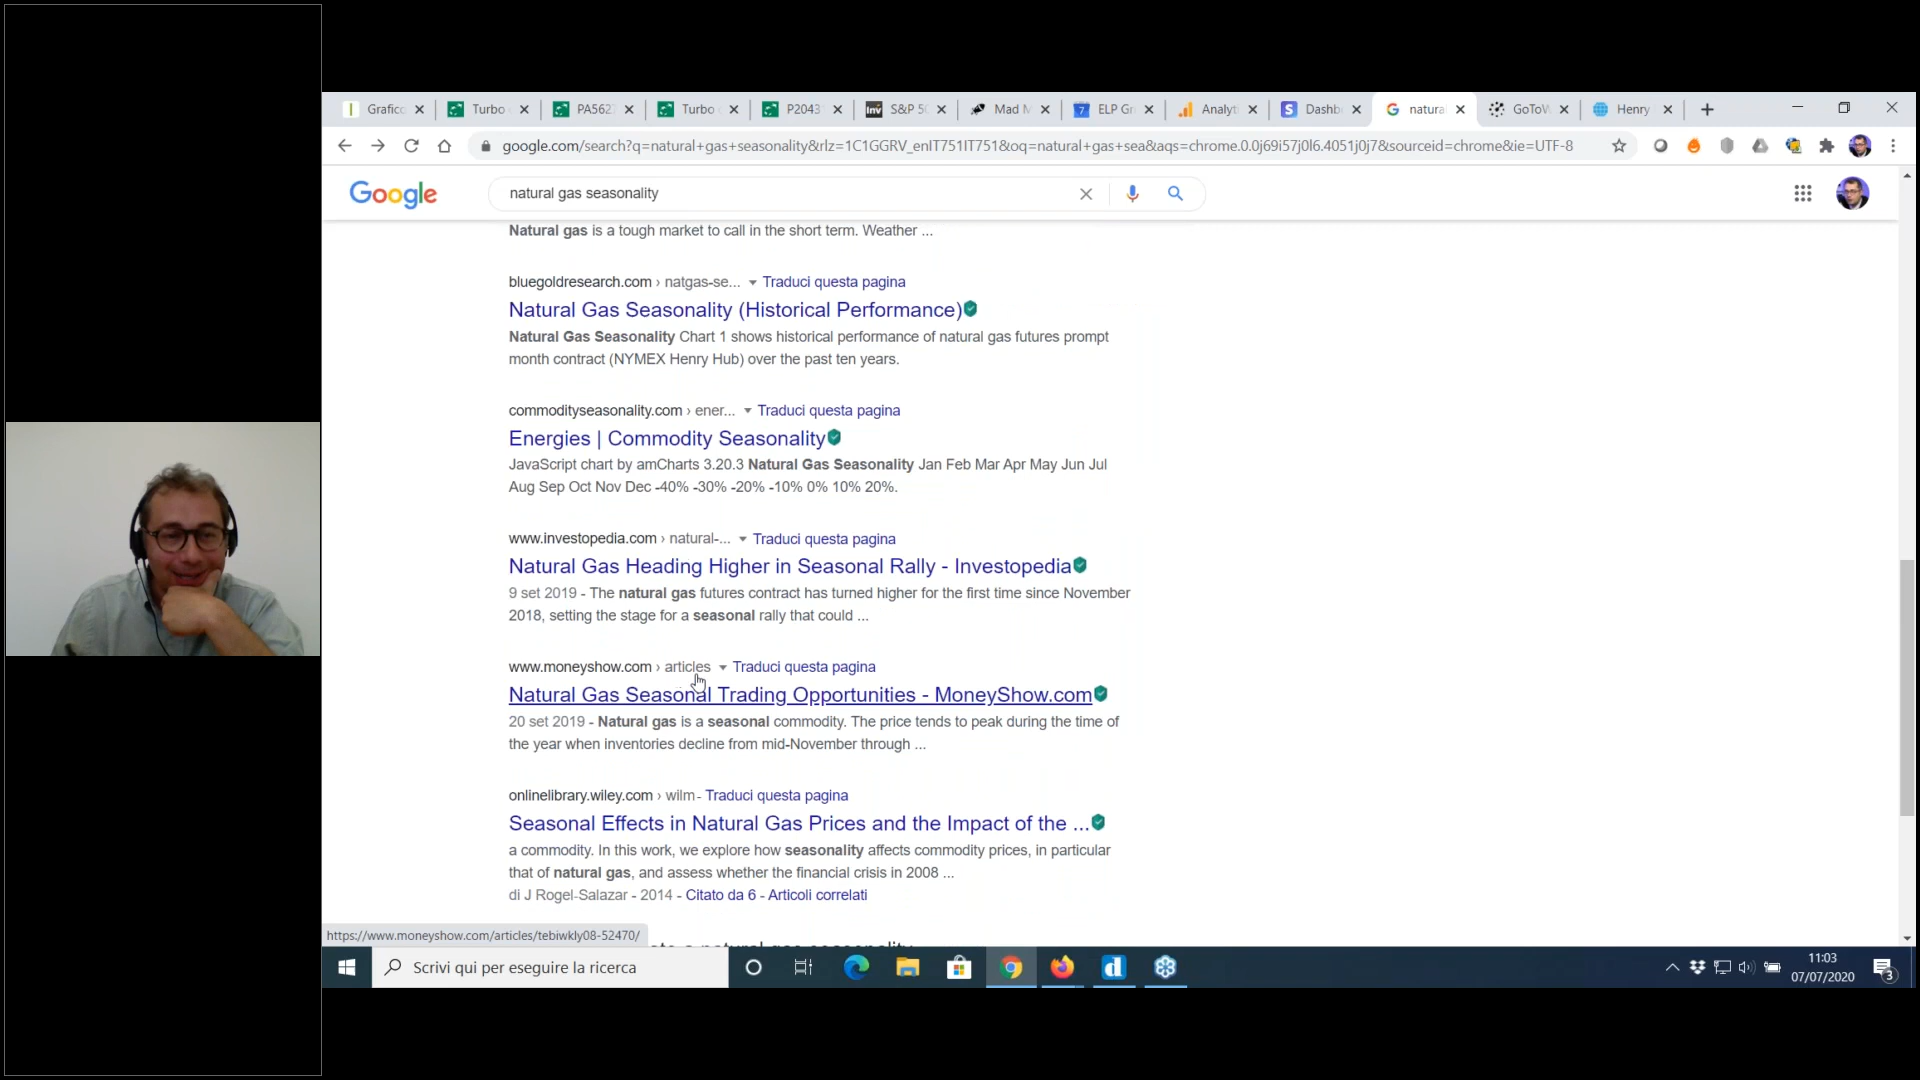 Grafico
Turbo
PA562
Turbo
P2043
Inv
S&P 50
Mad M
7
ELP Gr
Analyt
S
Dashb
natura
GoToW
Henry
google.com/search?q=natural+gas+seasonality&rlz=1C1GGRV_enIT751IT751&oq=natural+gas+sea&aqs=chrome.0.0j69i57j0l6.4051j0j7&sourceid=chrome&ie=UTF-8
Google
natural gas seasonality
Natural gas is a tough market to call in the short term. Weather ...
bluegoldresearch.com › natgas-se... Traduci questa pagina
Natural Gas Seasonality (Historical Performance)
Natural Gas Seasonality Chart 1 shows historical performance of natural gas futures prompt
month contract (NYMEX Henry Hub) over the past ten years.
commodityseasonality.com › ener... Traduci questa pagina
Energies | Commodity Seasonality
JavaScript chart by amCharts 3.20.3 Natural Gas Seasonality Jan Feb Mar Apr May Jun Jul
Aug Sep Oct Nov Dec -40% -30% -20% -10% 0% 10% 20%.
www.investopedia.com › natural-... Traduci questa pagina
Natural Gas Heading Higher in Seasonal Rally - Investopedia
9 set 2019 - The natural gas futures contract has turned higher for the first time since November
2018, setting the stage for a seasonal rally that could ...
www.moneyshow.com › articles Traduci questa pagina
Natural Gas Seasonal Trading Opportunities - MoneyShow.com
20 set 2019 - Natural gas is a seasonal commodity. The price tends to peak during the time of
the year when inventories decline from mid-November through ...
onlinelibrary.wiley.com › wilm - Traduci questa pagina
Seasonal Effects in Natural Gas Prices and the Impact of the ...
a commodity. In this work, we explore how seasonality affects commodity prices, in particular
that of natural gas, and assess whether the financial crisis in 2008 ...
di J Rogel-Salazar - 2014 - Citato da 6 - Articoli correlati
https://www.moneyshow.com/articles/tebiwkly08-52470/
a natural gas seasonality
Scrivi qui per eseguire la ricerca
d
11:03
07/07/2020
3